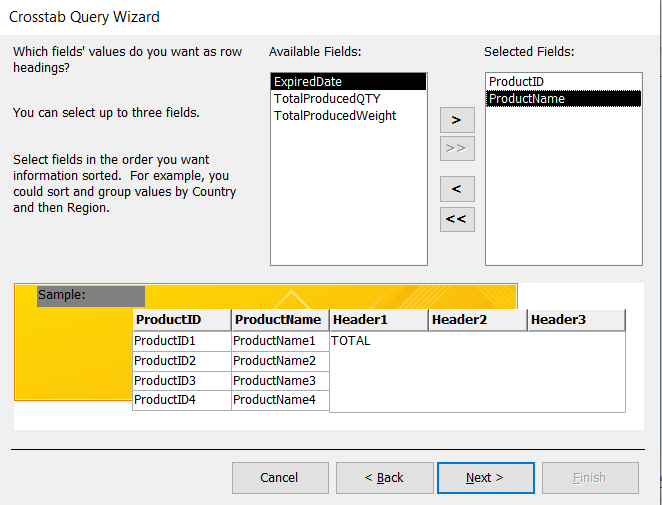 Crosstab Query Wizard
Which fields' values do you want as row
headings?
You can select up to three fields.
Select fields in the order you want
information sorted.  For example, you
could sort and group values by Country
and then Region.
Available Fields:
ExpiredDate
TotalProducedQTY
TotalProducedWeight
>
>>
<
<<
Selected Fields:
ProductID
ProductName
Sample:
ProductID ProductName Header1 Header2 Header3
ProductID1 ProductName1 TOTAL
ProductID2 ProductName2
ProductID3 ProductName3
ProductID4 ProductName4
Cancel < Back Next > Finish